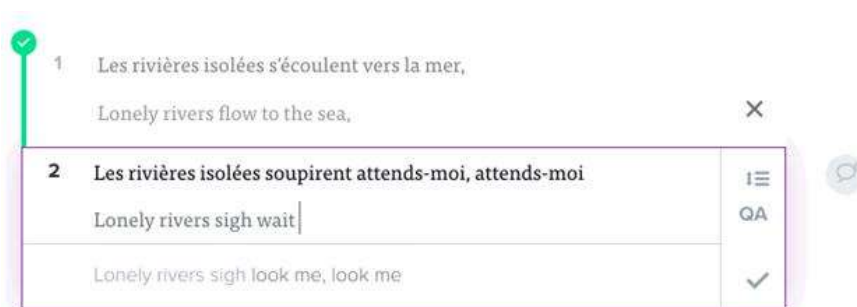 1 Les rivières isolées s'écoulent vers la mer,
Lonely rivers flow to the sea,
2 Les rivières isolées soupirent attends-moi, attends-moi
Lonely rivers sigh wait
QA
Lonely rivers sigh look me, look me